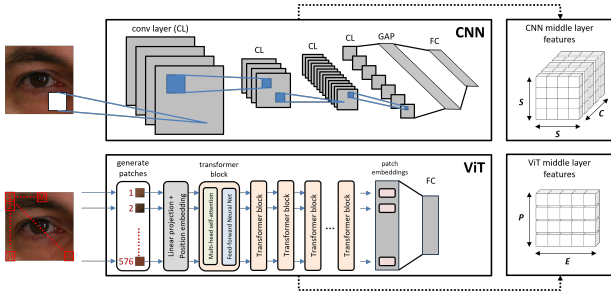 conv layer (CL)
CL
CL
CL
GAP
FC
CNN
CNN middle layer
features
S
S
C
generate
patches
transformer
block
patch
embeddings
ViT
FC
1
2
576
Linear projection +
Position embedding
Multi-head self-attention
Feed-forward Neural Net
Transformer block
Transformer block
Transformer block
...
Transformer block
ViT middle layer
features
P
E